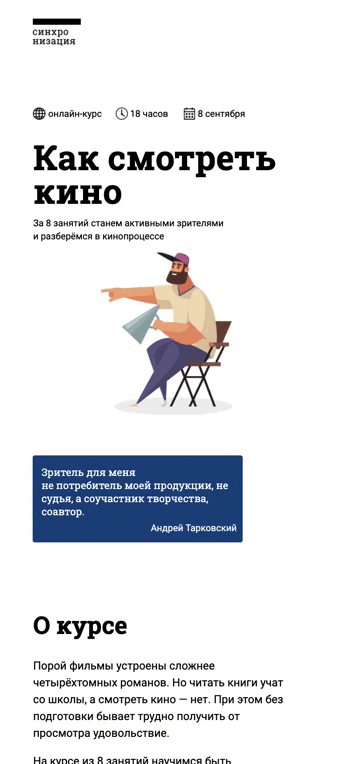 синхро
низация
онлайн-курс 18 часов 8 сентября
Как смотреть
кино
За 8 занятий станем активными зрителями
и разберёмся в кинопроцессе
Зритель для меня
не потребитель моей продукции, не
судья, а соучастник творчества,
соавтор.
Андрей Тарковский
О курсе
Порой фильмы устроены сложнее
четырёхтомных романов. Но читать книги учат
со школы, а смотреть кино — нет. При этом без
подготовки бывает трудно получить от
просмотра удовольствие.
На курсе из 8 занятий научимся быть